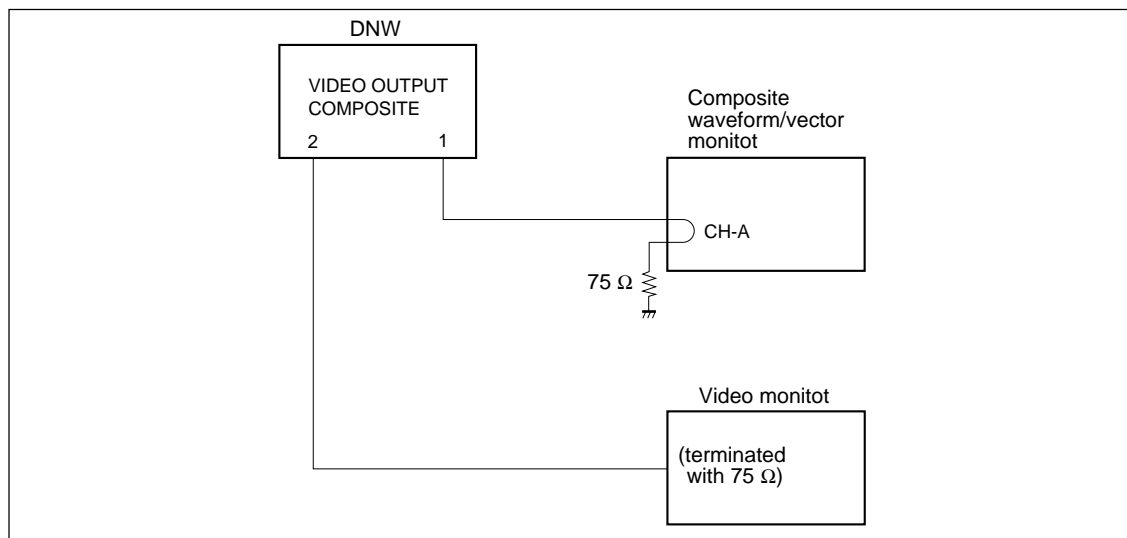 DNW
VIDEO OUTPUT
COMPOSITE
2 1
Composite
waveform/vector
monitot
CH-A
75 Ω
Video monitot
(terminated
with 75 Ω)